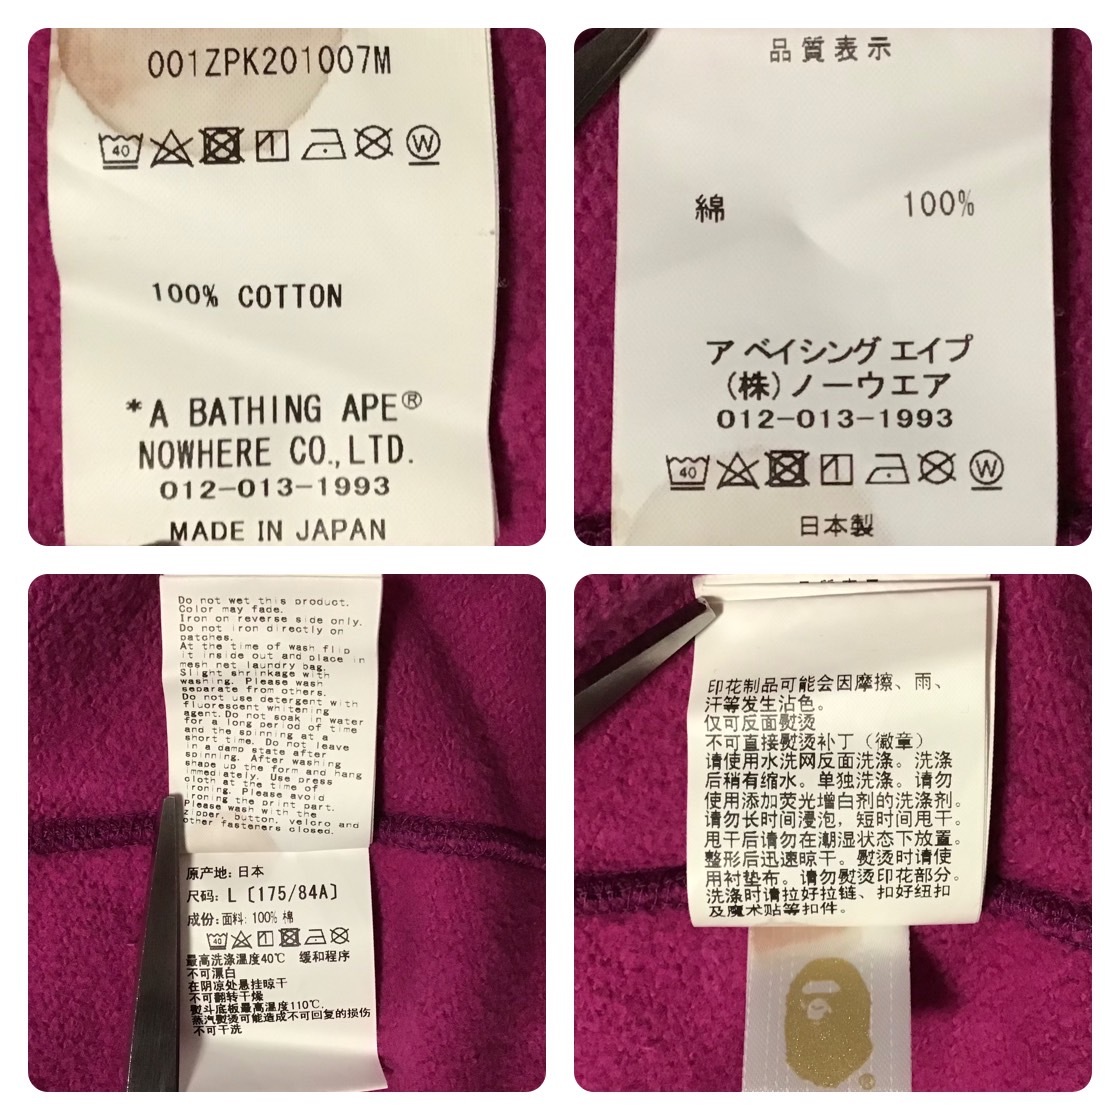 001ZPK201007M
40 W
100% COTTON
*A BATHING APE®
NOWHERE CO.,LTD.
012-013-1993
MADE IN JAPAN
品質表示
綿 100%
ア ベイシング エイプ
(株)ノーウエア
012-013-1993
40 W
日本製
Do not wet this product.
Color may fade.
Iron on reverse side only.
Do not iron directly on
patches.
At the time of wash flip
it inside out and place in
mesh net laundry bag.
Slight shrinkage with
washing. Please wash
separate from others.
Do not use detergent with
fluorescent whitening
agent.Do not soak in water
for a long period of time
and the spinning at a
short time. Do not leave
in a damp state after
spinning. After washing
shape up the form and hang
immediately. Use press
cloth at the time of
ironing. Please avoid
ironing the print part.
Please wash with the
zipper, button, velcro and
other fasteners closed.
原产地: 日本
尺码: L [175/84A]
成份: 面料: 100% 棉
40
最高洗涤温度40℃ 缓和程序
不可漂白
在阴凉处悬挂晾干
不可翻转干燥
熨斗底板最高温度110℃.
蒸汽熨烫可能造成不可回复的损伤
不可干洗
品質表示
印花制品可能会因摩擦、雨、
汗等发生沾色。
仅可反面熨烫
不可直接熨烫补丁（徽章）
请使用水洗网反面洗涤。洗涤
后稍有缩水。单独洗涤。请勿
使用添加荧光增白剂的洗涤剂.
请勿长时间浸泡，短时间甩干。
甩干后请勿在潮湿状态下放置。
整形后迅速晾干。熨烫时请使
用衬垫布。请勿熨烫印花部分。
洗涤时请拉好拉链、扣好纽扣
及魔术贴等扣件。
®